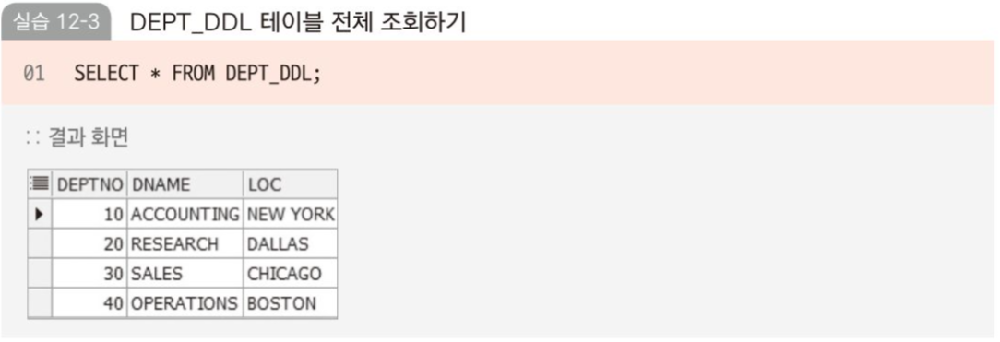 실습 12-3 DEPT_DDL 테이블 전체 조회하기
01 SELECT * FROM DEPT_DDL;
:: 결과 화면
DEPTNO DNAME LOC
10 ACCOUNTING NEW YORK
20 RESEARCH DALLAS
30 SALES CHICAGO
40 OPERATIONS BOSTON